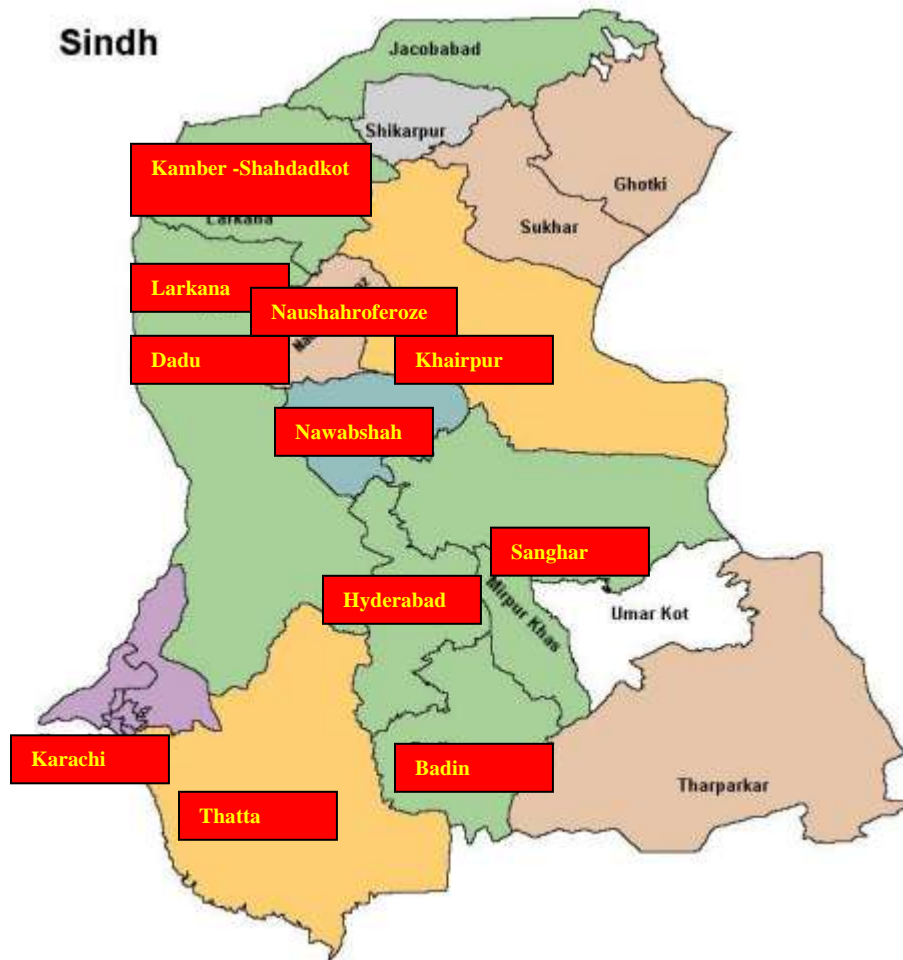 Sindh
Jacobabad
Shikarpur
Kamber -Shahdadkot
Ghotki
Larkana
Sukhar
Larkana
Naushahroferoze
Dadu
Khairpur
Nawabshah
Sanghar
Hyderabad
Mirpur Khas
Umar Kot
Karachi
Badin
Tharparkar
Thatta